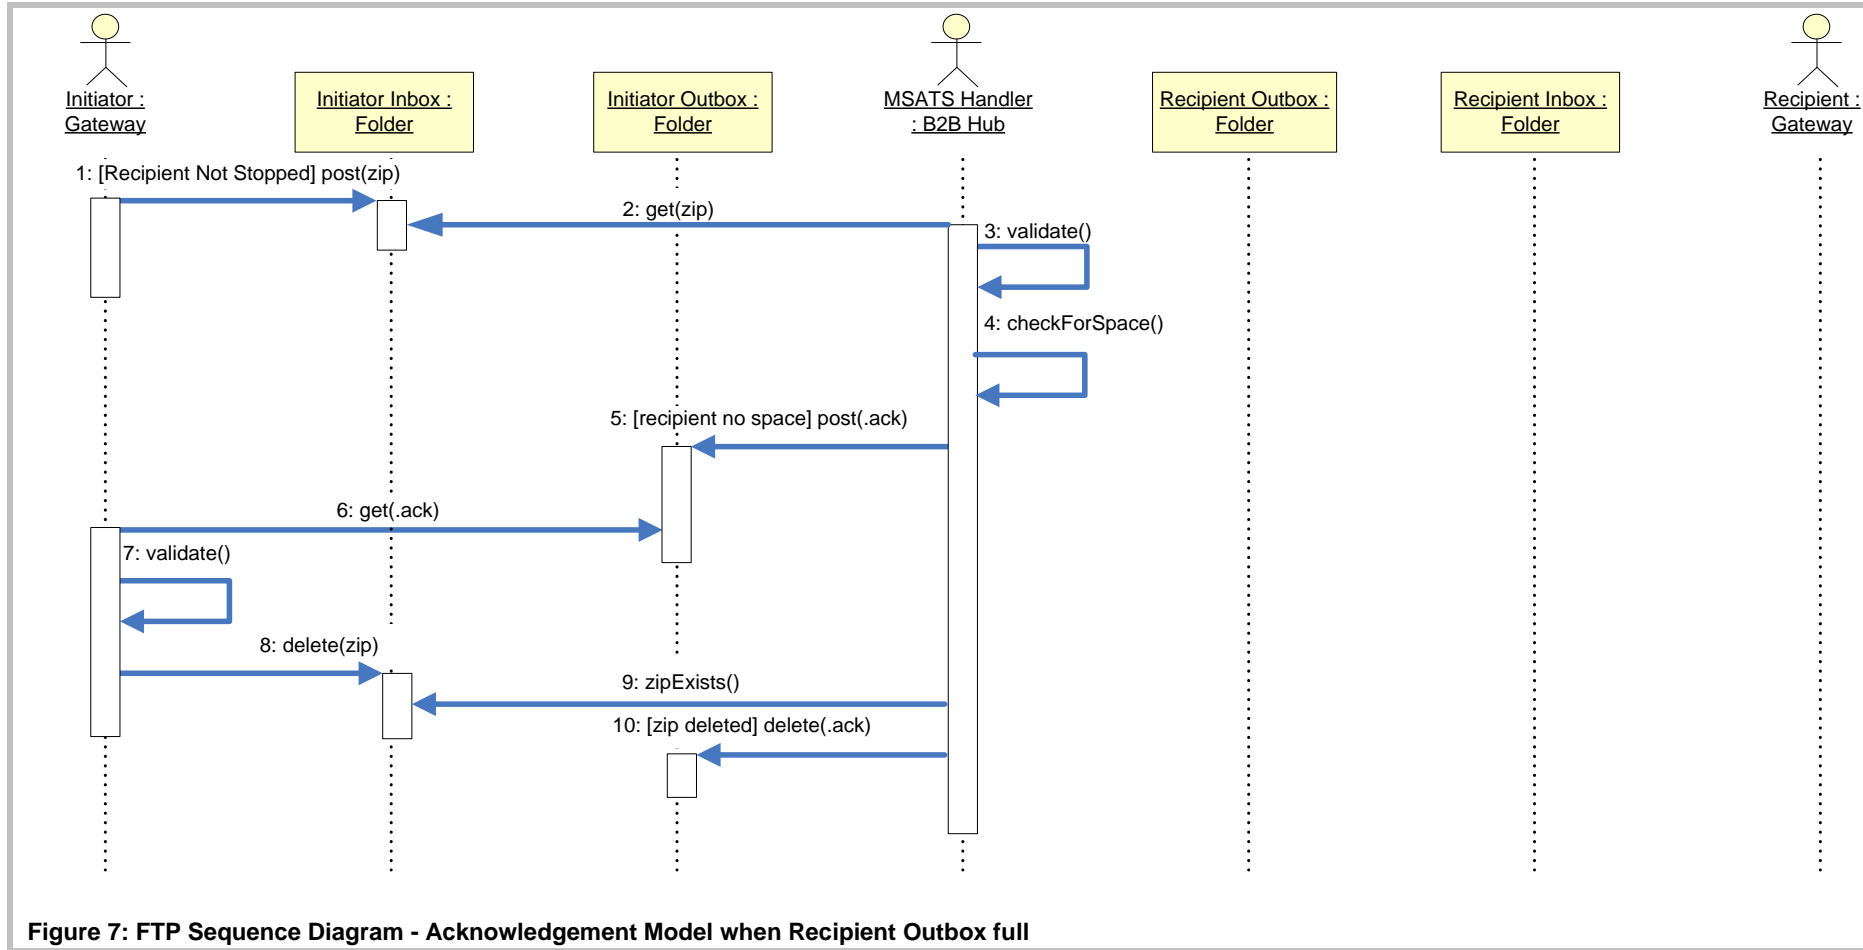 Initiator :
Gateway
Initiator Inbox :
Folder
Initiator Outbox :
Folder
MSATS Handler
: B2B Hub
Recipient Outbox :
Folder
Recipient Inbox :
Folder
Recipient :
Gateway
1: [Recipient Not Stopped] post(zip)
2: get(zip)
3: validate()
4: checkForSpace()
5: [recipient no space] post(.ack)
6: get(.ack)
7: validate()
8: delete(zip)
9: zipExists()
10: [zip deleted] delete(.ack)
Figure 7: FTP Sequence Diagram - Acknowledgement Model when Recipient Outbox full